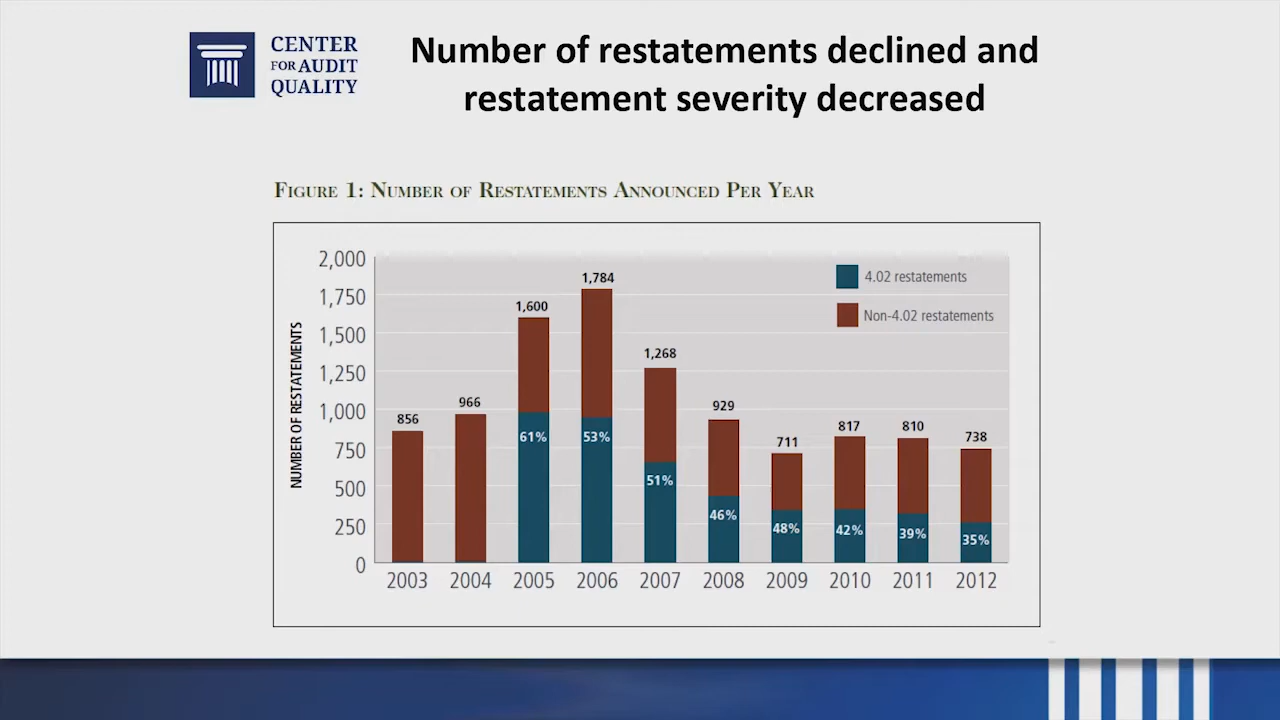 CENTER
FOR AUDIT
QUALITY
Number of restatements declined and
restatement severity decreased
FIGURE 1: NUMBER OF RESTATEMENTS ANNOUNCED PER YEAR
NUMBER OF RESTATEMENTS
2,000
1,750
1,500
1,250
1,000
750
500
250
0
4.02 restatements
Non-4.02 restatements
856
966
1,600
1,784
1,268
929
711
817
810
738
61%
53%
51%
46%
48%
42%
39%
35%
2003 2004 2005 2006 2007 2008 2009 2010 2011 2012